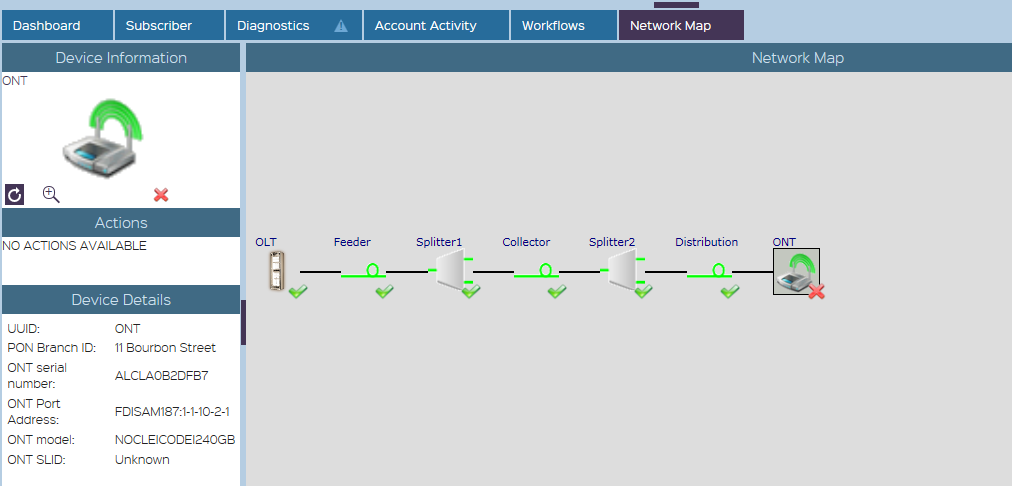 Dashboard Subscriber Diagnostics Account Activity Workflows Network Map
Device Information
ONT
Actions
NO ACTIONS AVAILABLE
Device Details
UUID: ONT
PON Branch ID: 11 Bourbon Street
ONT serial
number: ALCLA0B2DFB7
ONT Port
Address: FDISAM187:1-1-10-2-1
ONT model: NOCLEICODEI240GB
ONT SLID: Unknown
Network Map
OLT Feeder Splitter1 Collector Splitter2 Distribution ONT